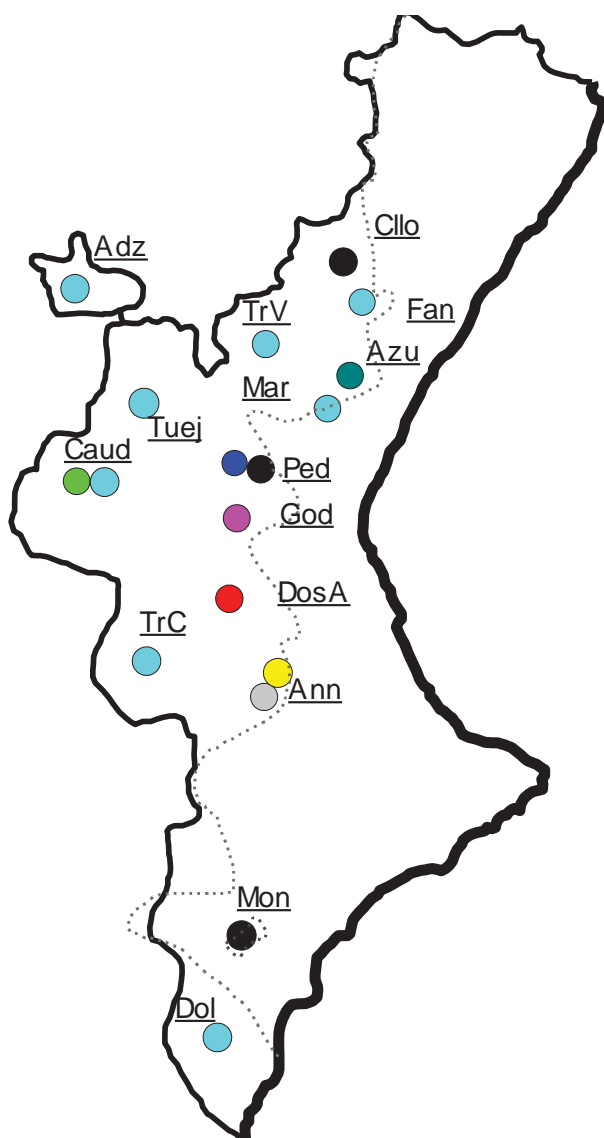 Cllo
Adz
Fan
TrV
Azu
Mar
Tuej
Caud
Ped
God
DosA
TrC
Ann
Mon
Dol